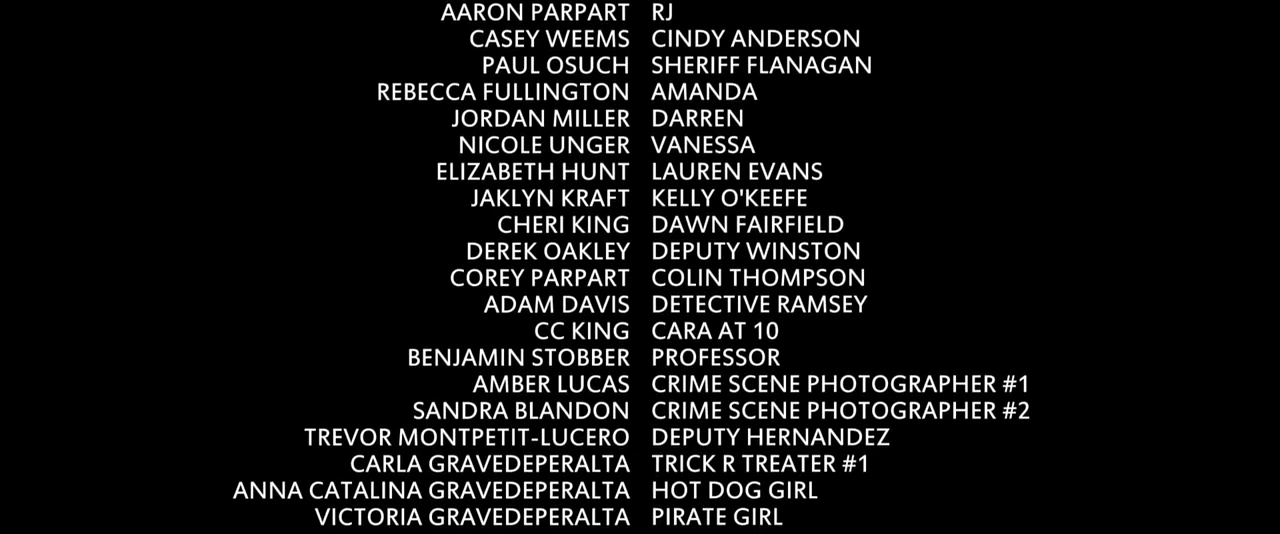 AARON PARPART RJ
CASEY WEEMS CINDY ANDERSON
PAUL OSUCH SHERIFF FLANAGAN
REBECCA FULLINGTON AMANDA
JORDAN MILLER DARREN
NICOLE UNGER VANESSA
ELIZABETH HUNT LAUREN EVANS
JAKLYN KRAFT KELLY O'KEEFE
CHERI KING DAWN FAIRFIELD
DEREK OAKLEY DEPUTY WINSTON
COREY PARPART COLIN THOMPSON
ADAM DAVIS DETECTIVE RAMSEY
CC KING CARA AT 10
BENJAMIN STOBBER PROFESSOR
AMBER LUCAS CRIME SCENE PHOTOGRAPHER #1
SANDRA BLANDON CRIME SCENE PHOTOGRAPHER #2
TREVOR MONTPETIT-LUCERO DEPUTY HERNANDEZ
CARLA GRAVEDEPERALTA TRICK R TREATER #1
ANNA CATALINA GRAVEDEPERALTA HOT DOG GIRL
VICTORIA GRAVEDEPERALTA PIRATE GIRL